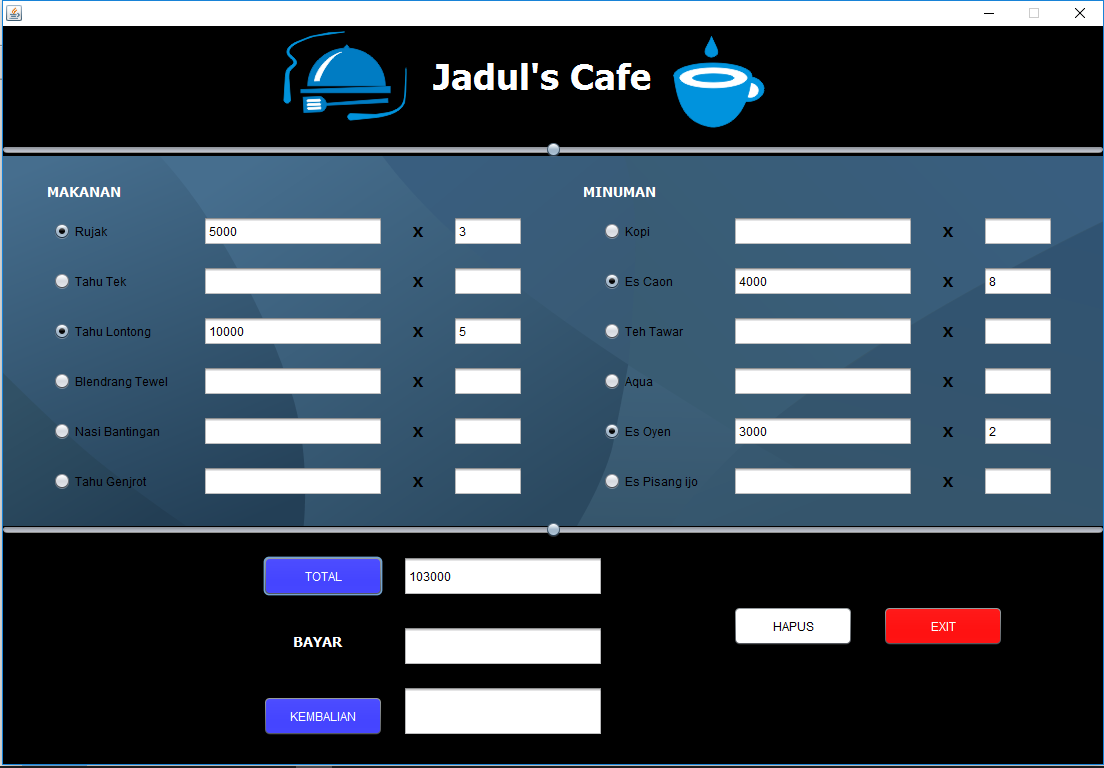 Jadul's Cafe
MAKANAN
MINUMAN
Rujak 5000 X 3
Kopi X
Tahu Tek X
Es Caon 4000 X 8
Tahu Lontong 10000 X 5
Teh Tawar X
Blendrang Tewel X
Aqua X
Nasi Bantingan X
Es Oyen 3000 X 2
Tahu Genjrot X
Es Pisang ijo X
TOTAL 103000
HAPUS
EXIT
BAYAR
KEMBALIAN